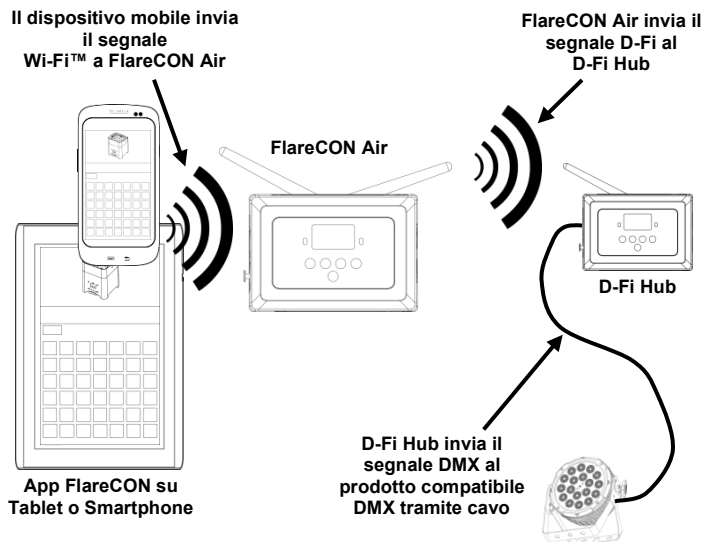 Il dispositivo mobile invia
il segnale
Wi-Fi™ a FlareCON Air
FlareCON Air invia il
segnale D-Fi al
D-Fi Hub
FlareCON Air
D-Fi Hub
D-Fi Hub invia il
segnale DMX al
prodotto compatibile
DMX tramite cavo
App FlareCON su
Tablet o Smartphone